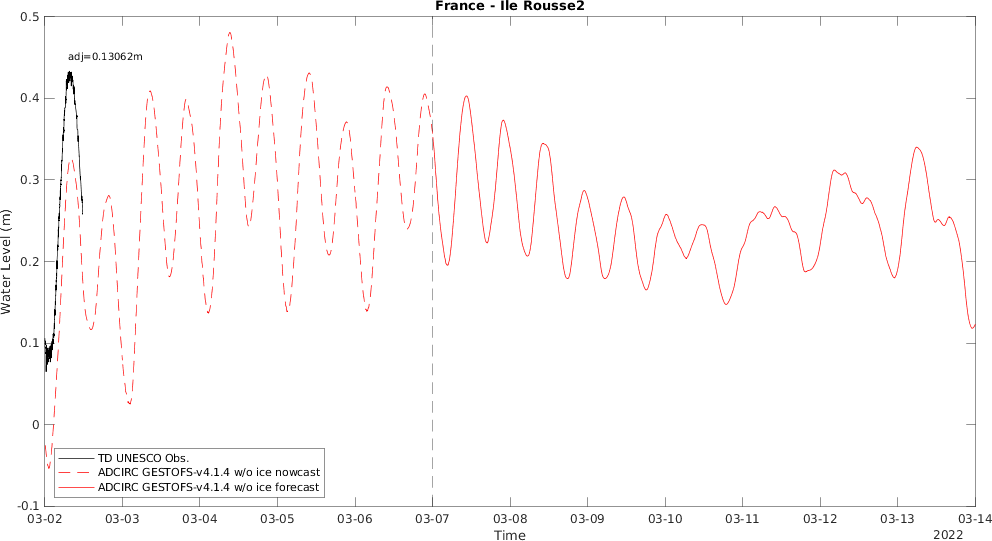 France - Ile Rousse2
adj=0.13062m
0.5
0.4
0.3
0.2
0.1
0
-0.1
Water Level (m)
TD UNESCO Obs.
ADCIRC GESTOFS-v4.1.4 w/o ice nowcast
ADCIRC GESTOFS-v4.1.4 w/o ice forecast
03-02 03-03 03-04 03-05 03-06 03-07 03-08 03-09 03-10 03-11 03-12 03-13 03-14
Time
2022